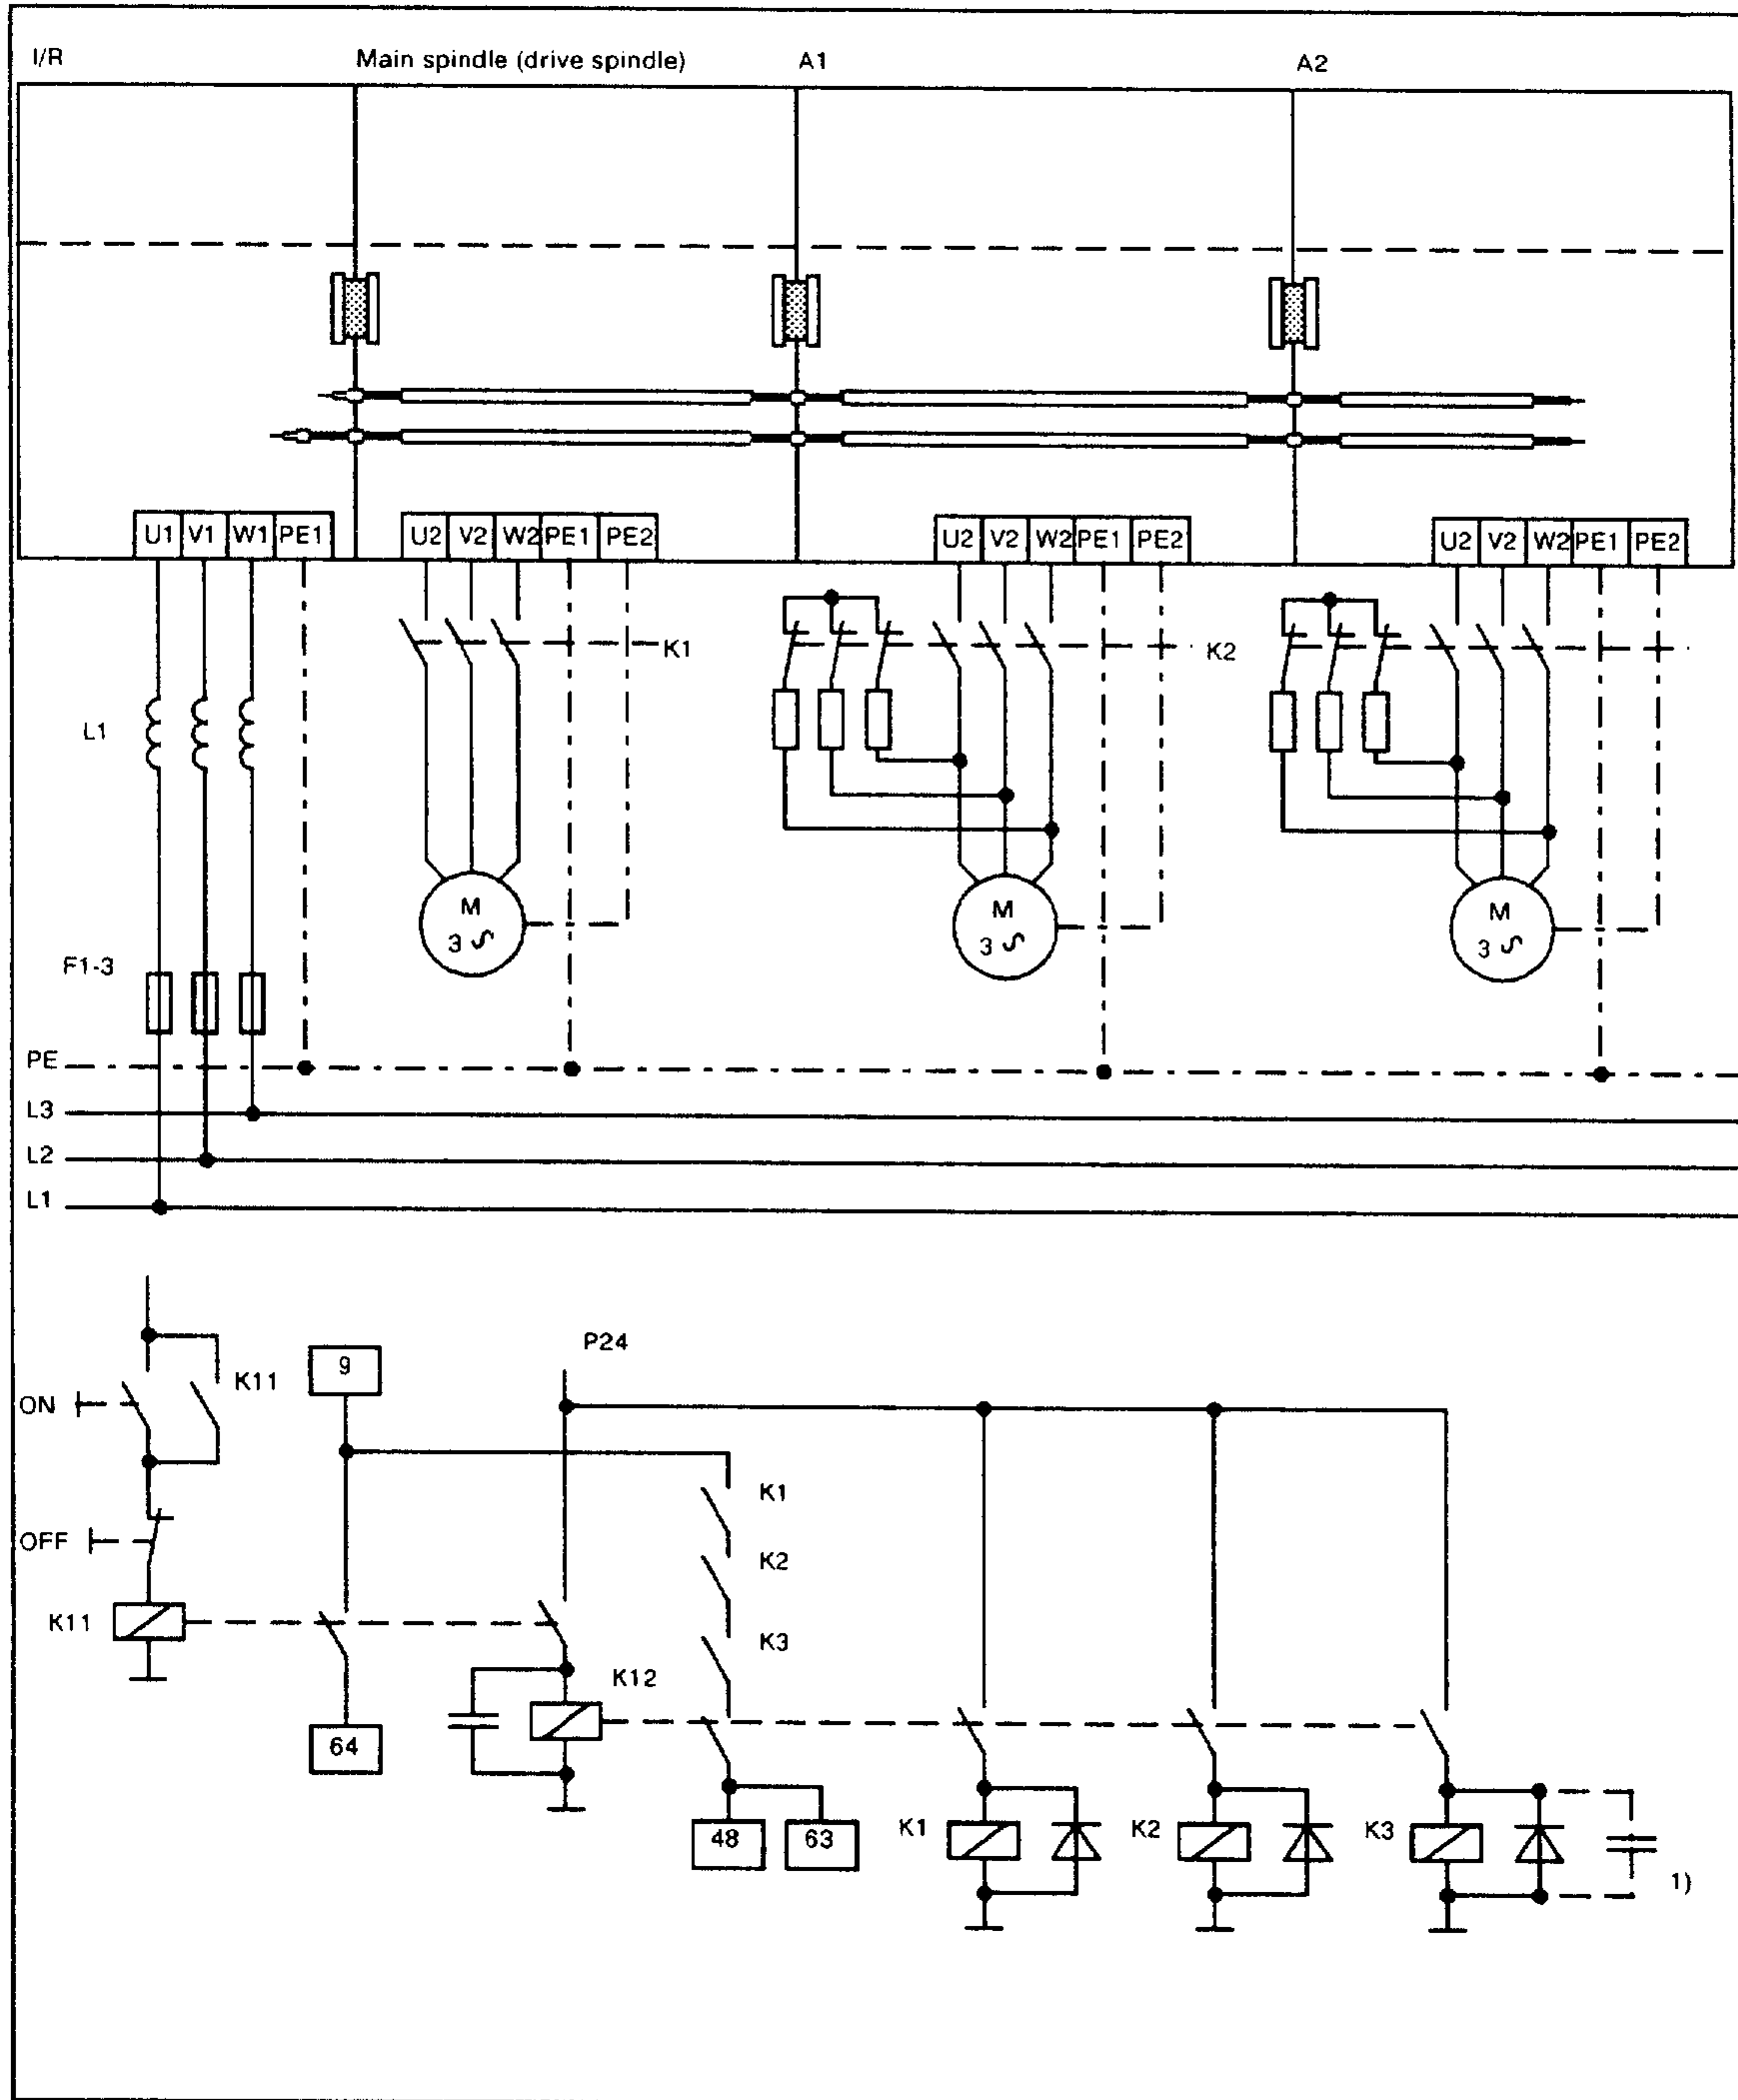 I/R Main spindle (drive spindle) A1 A2
U1 V1 W1 PE1 U2 V2 W2 PE1 PE2 U2 V2 W2 PE1 PE2 U2 V2 W2 PE1 PE2
K1 K2
L1
M 3 ∿ M 3 ∿ M 3 ∿
F1-3
PE
L3
L2
L1
P24
9
K11
ON
K1
OFF
K2
K11
K3
K12
64
48 63 K1 K2 K3
1)